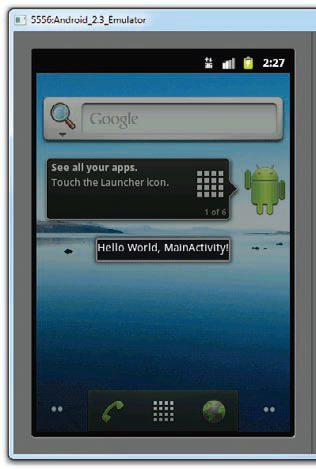 5556:Android_2.3_Emulator
2:27
Google
See all your apps.
Touch the Launcher icon.
1 of 6
Hello World, MainActivity!